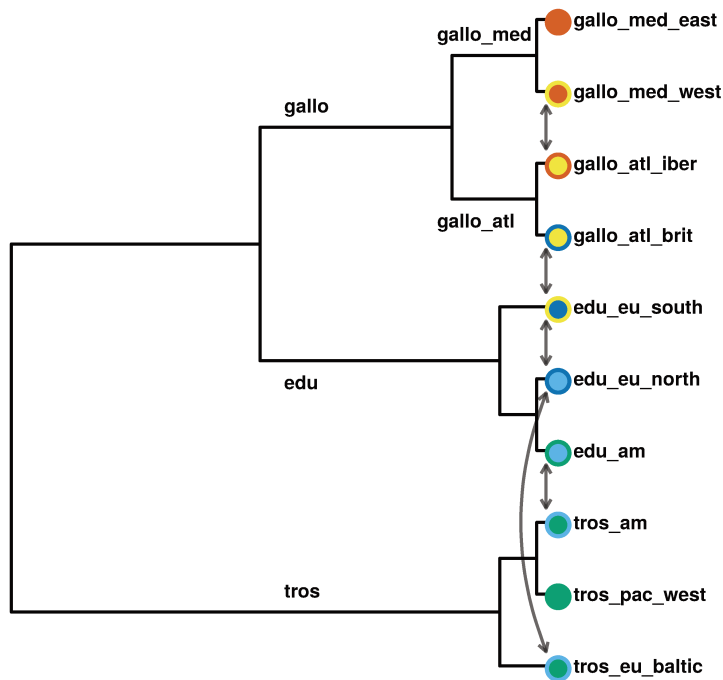 gallo_med_east
gallo_med
gallo_med_west
gallo
gallo_atl_iber
gallo_atl
gallo_atl_brit
edu_eu_south
edu_eu_north
edu
edu_am
tros_am
tros
tros_pac_west
tros_eu_baltic